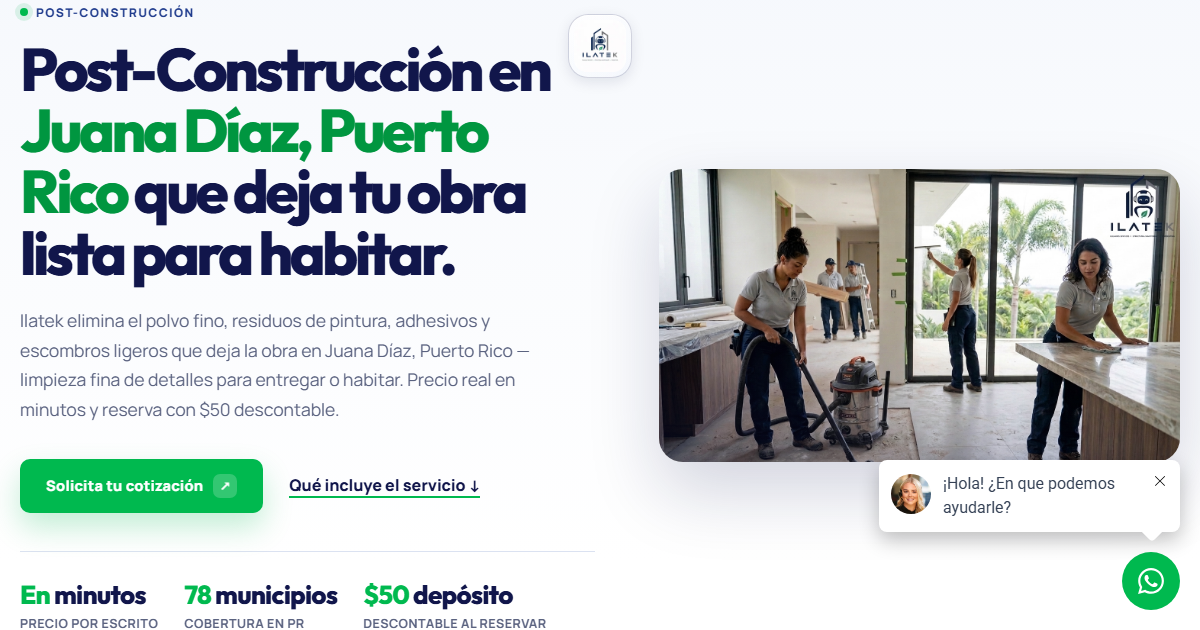 POST-CONSTRUCCIÓN
ILATEK
Post-Construcción en
Juana Díaz, Puerto
Rico que deja tu obra
lista para habitar.
Ilatek elimina el polvo fino, residuos de pintura, adhesivos y
escombros ligeros que deja la obra en Juana Díaz, Puerto Rico —
limpieza fina de detalles para entregar o habitar. Precio real en
minutos y reserva con $50 descontable.
Solicita tu cotización ↗
Qué incluye el servicio ↓
ILATEK
¡Hola! ¿En que podemos
ayudarle?
En minutos
PRECIO POR ESCRITO
78 municipios
COBERTURA EN PR
$50 depósito
DESCONTABLE AL RESERVAR